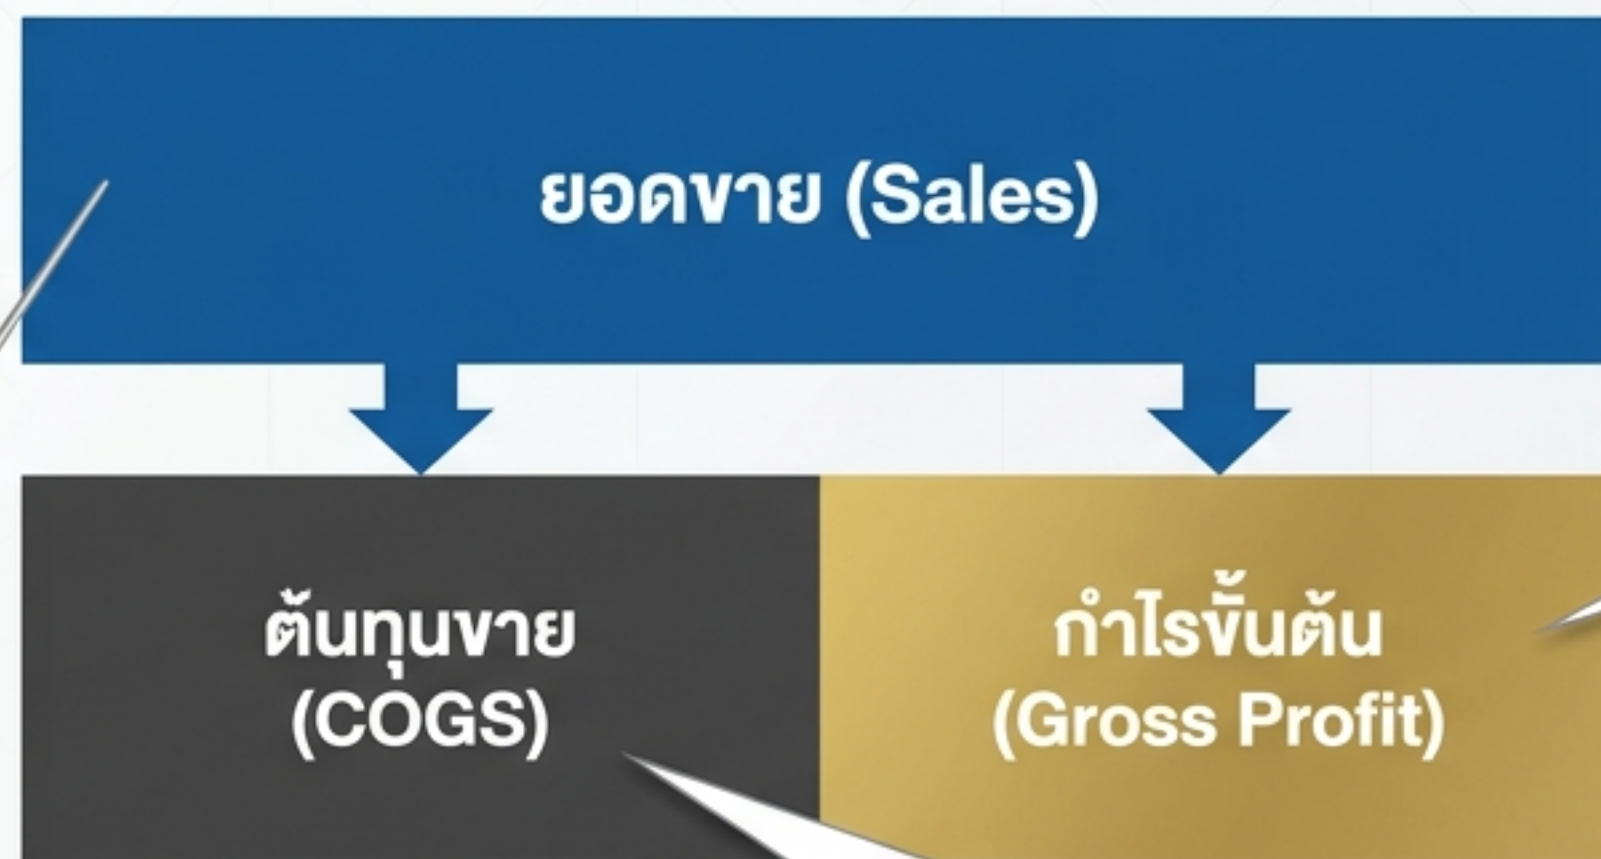 ยอดขาย (Sales)
ต้นทุนขาย
(COGS)
กำไรขั้นต้น
(Gross Profit)